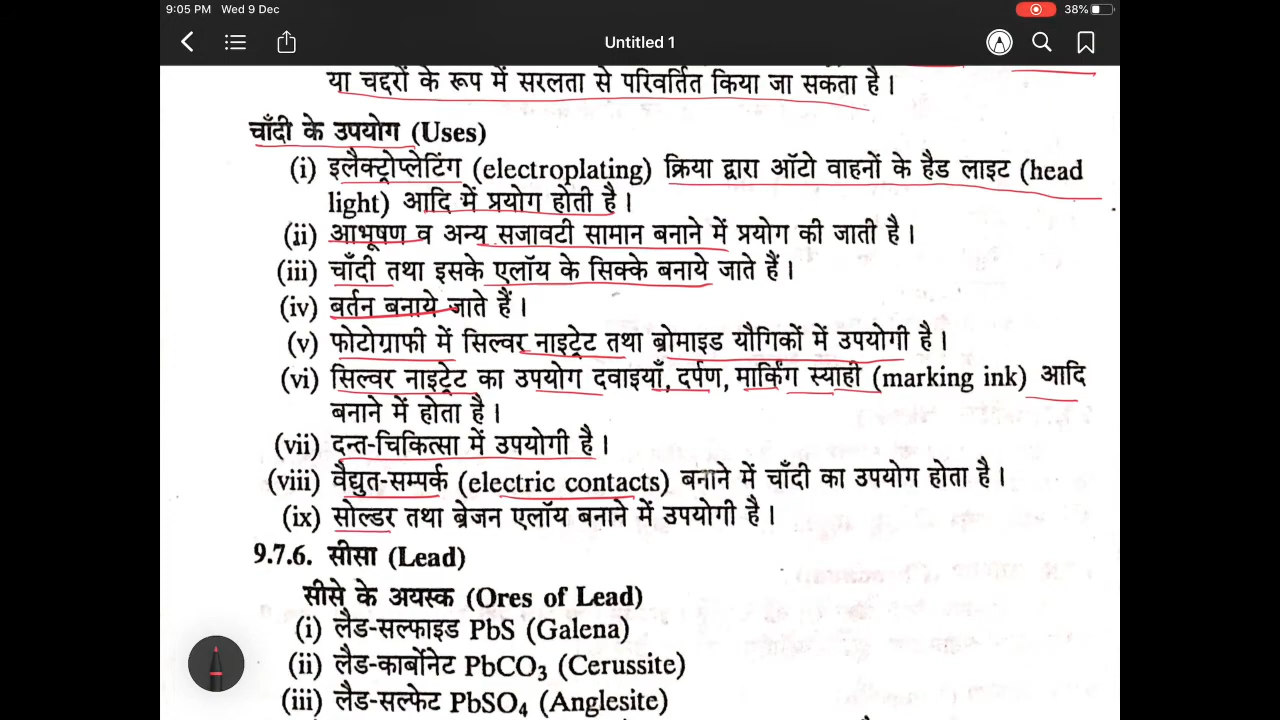 9:05 PM Wed 9 Dec
38%
Untitled 1
या चद्दरों के रूप में सरलता से परिवर्तित किया जा सकता है।
चाँदी के उपयोग (Uses)
(i) इलैक्ट्रोप्लेटिंग (electroplating) क्रिया द्वारा ऑटो वाहनों के हैड लाइट (head
light) आदि में प्रयोग होती है।
(ii) आभूषण व अन्य सजावटी सामान बनाने में प्रयोग की जाती है।
(iii) चाँदी तथा इसके एलॉय के सिक्के बनाये जाते हैं।
(iv) बर्तन बनाये जाते हैं।
(v) फोटोग्राफी में सिल्वर नाइट्रेट तथा ब्रोमाइड यौगिकों में उपयोगी है।
(vi) सिल्वर नाइट्रेट का उपयोग दवाइयाँ, दर्पण, मार्किंग स्याही (marking ink) आदि
बनाने में होता है।
(vii) दन्त-चिकित्सा में उपयोगी है।
(viii) वैद्युत-सम्पर्क (electric contacts) बनाने में चाँदी का उपयोग होता है।
(ix) सोल्डर तथा ब्रेजन एलॉय बनाने में उपयोगी है।
9.7.6. सीसा (Lead)
सीसे के अयस्क (Ores of Lead)
(i) लैड-सल्फाइड PbS (Galena)
(ii) लैड-कार्बोनेट PbCO₃ (Cerussite)
(iii) लैड-सल्फेट PbSO₄ (Anglesite)